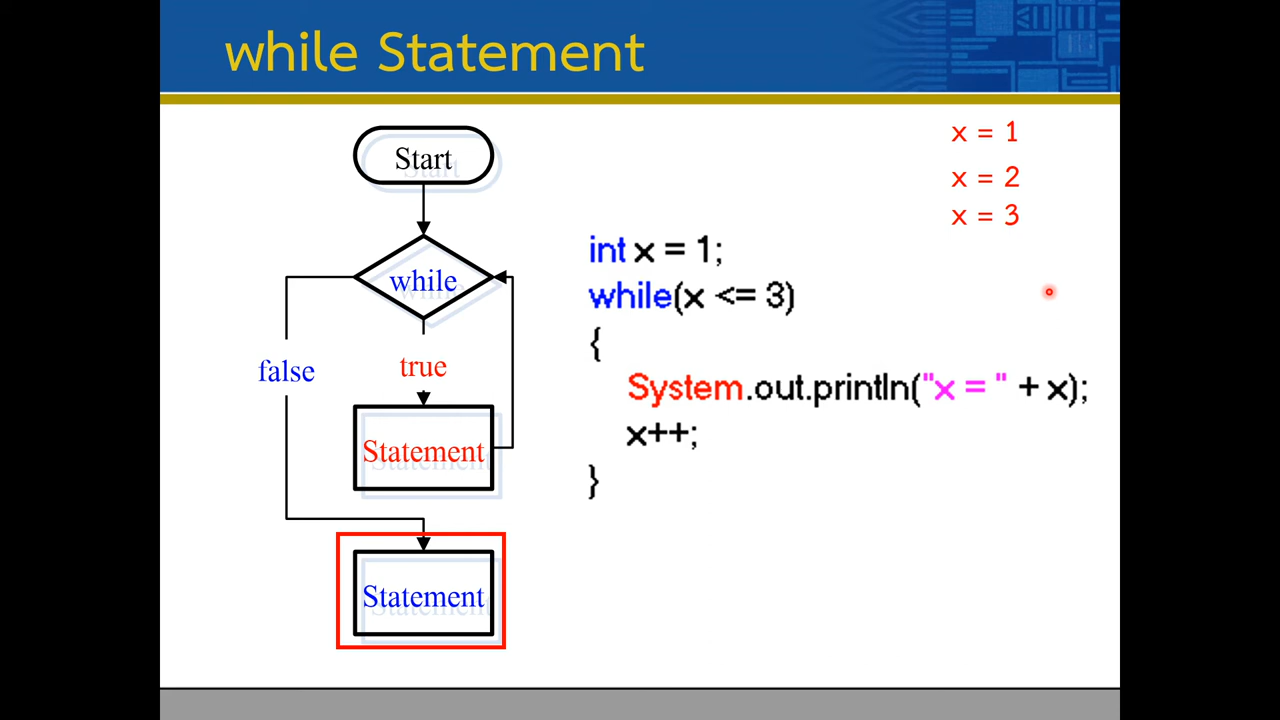 while Statement
Start
while
false
true
Statement
Statement
x = 1
x = 2
x = 3
int x = 1;
while(x <= 3)
{
System.out.println("x = " + x);
x++;
}